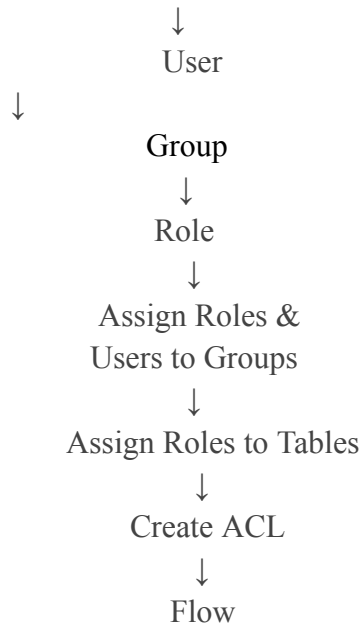 ↓
User
↓
Group
↓
Role
↓
Assign Roles &
Users to Groups
↓
Assign Roles to Tables
↓
Create ACL
↓
Flow